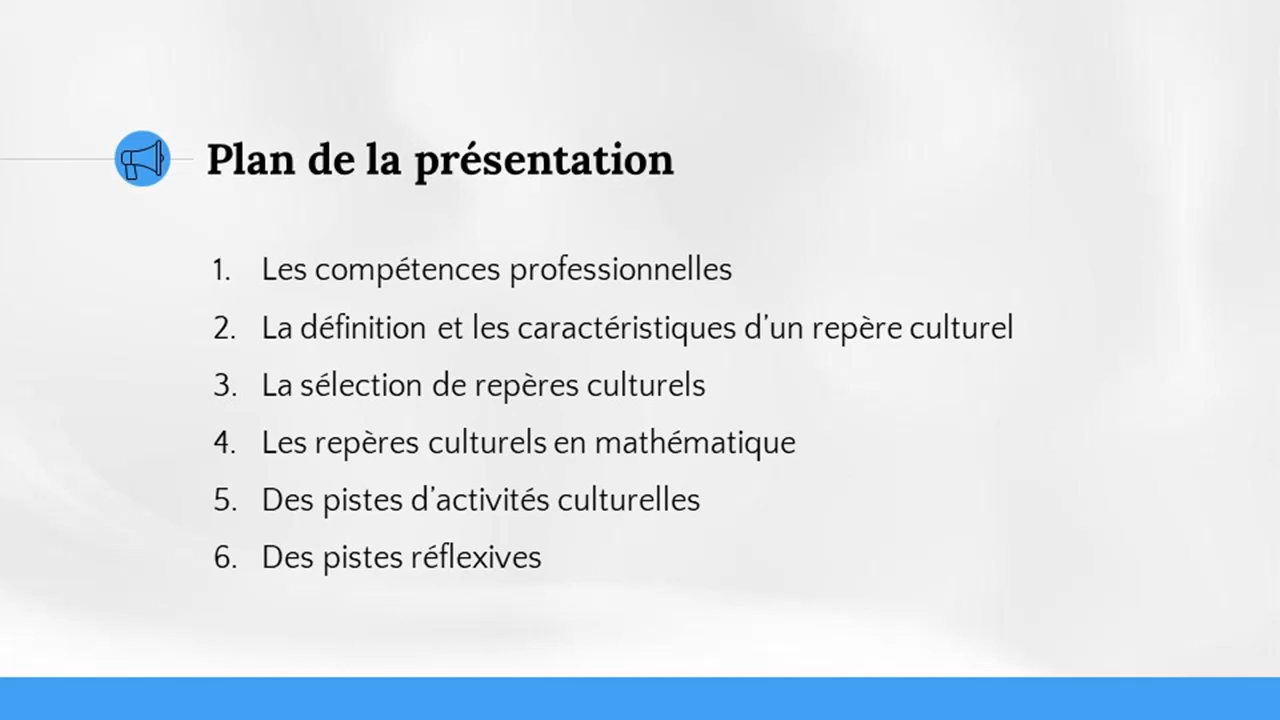 Plan de la présentation
1. Les compétences professionnelles
2. La définition et les caractéristiques d’un repère culturel
3. La sélection de repères culturels
4. Les repères culturels en mathématique
5. Des pistes d’activités culturelles
6. Des pistes réflexives